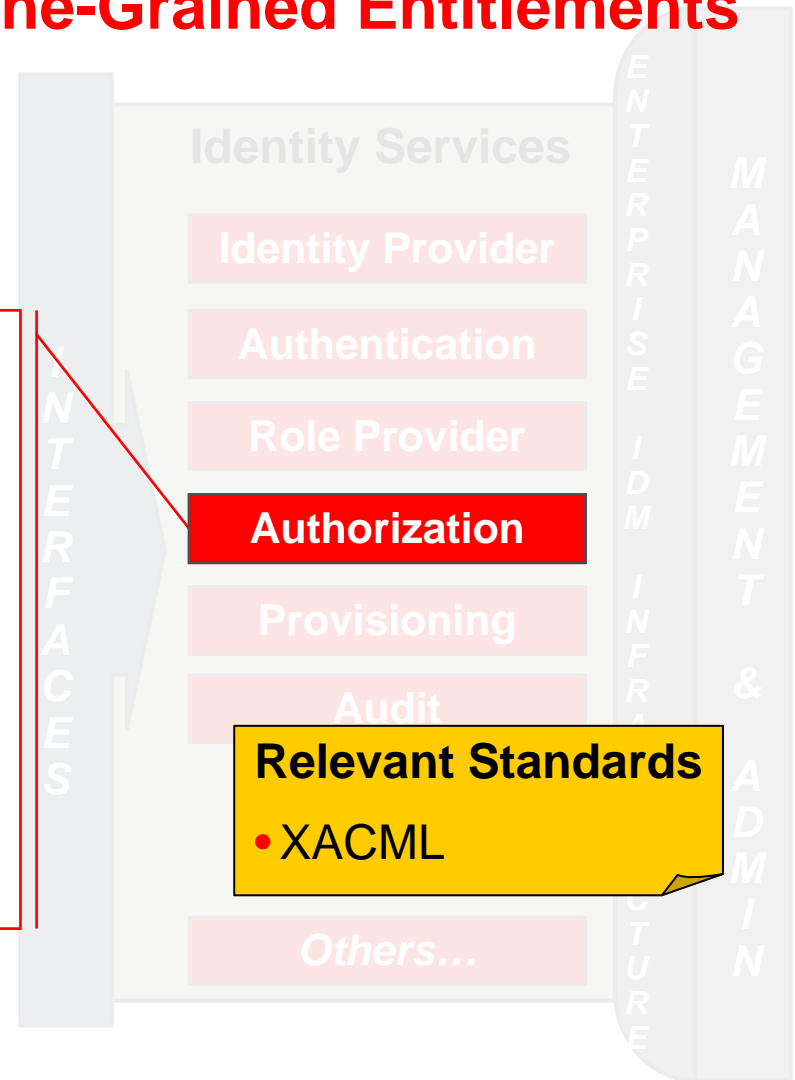 ne-Grained Entitlements
Identity Services
Identity Provider
Authentication
Role Provider
Authorization
Provisioning
Audit
Relevant Standards
• XACML
Others…
INTERFACES
ENTERPRISE IDM INFRA
CTURE
MANAGEMENT & ADMIN